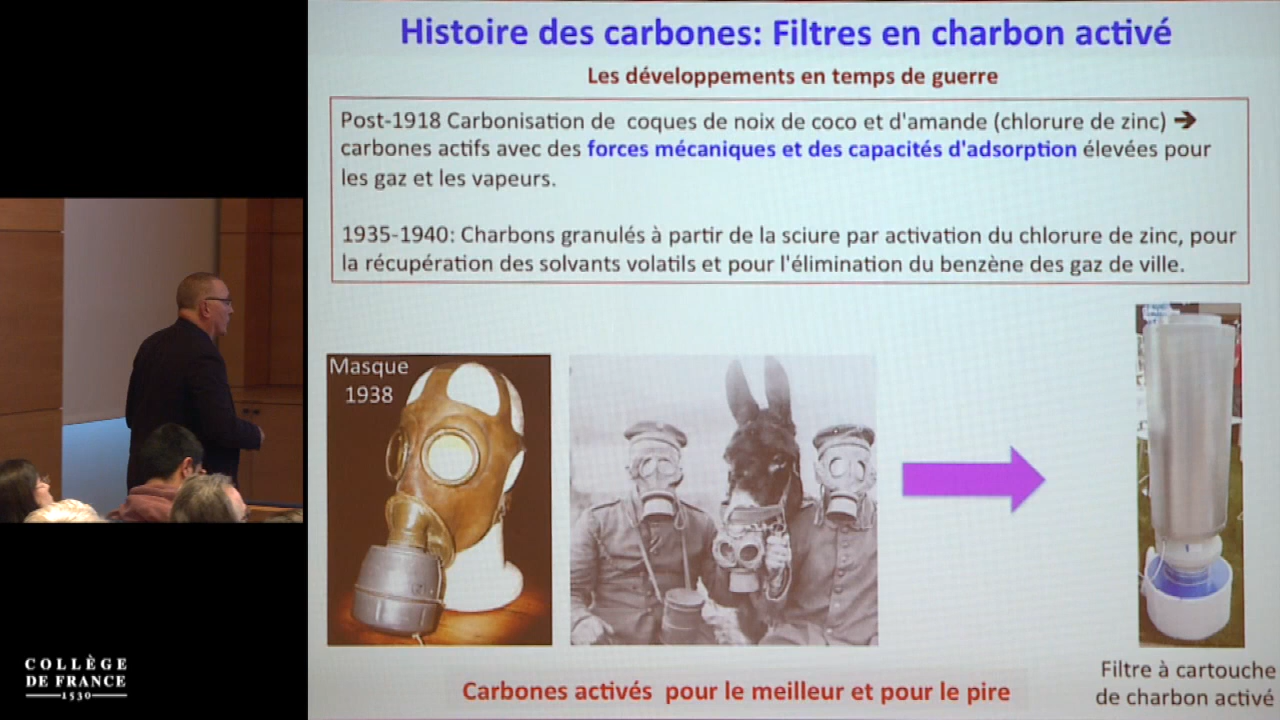 Histoire des carbones: Filtres en charbon activé
Les développements en temps de guerre
Post-1918 Carbonisation de coques de noix de coco et d'amande (chlorure de zinc) ➔
carbones actifs avec des forces mécaniques et des capacités d'adsorption élevées pour
les gaz et les vapeurs.
1935-1940: Charbons granulés à partir de la sciure par activation du chlorure de zinc, pour
la récupération des solvants volatils et pour l'élimination du benzène des gaz de ville.
Masque
1938
Filtre à cartouche
de charbon activé
Carbones activés pour le meilleur et pour le pire
COLLÈGE
DE FRANCE
1530